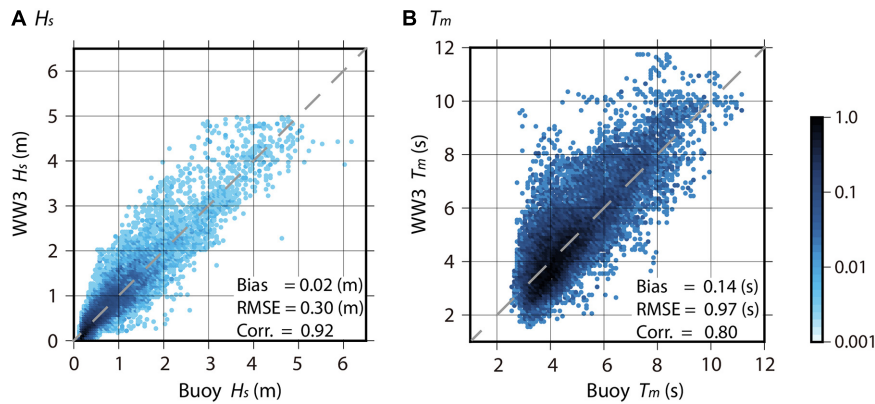 A Hs
B Tm
WW3 Hs (m)
6
5
4
3
2
1
0
0 1 2 3 4 5 6
Buoy Hs (m)
Bias = 0.02 (m)
RMSE = 0.30 (m)
Corr. = 0.92
WW3 Tm (s)
12
10
8
6
4
2
2 4 6 8 10 12
Buoy Tm (s)
Bias = 0.14 (s)
RMSE = 0.97 (s)
Corr. = 0.80
1.0
0.1
0.01
0.001